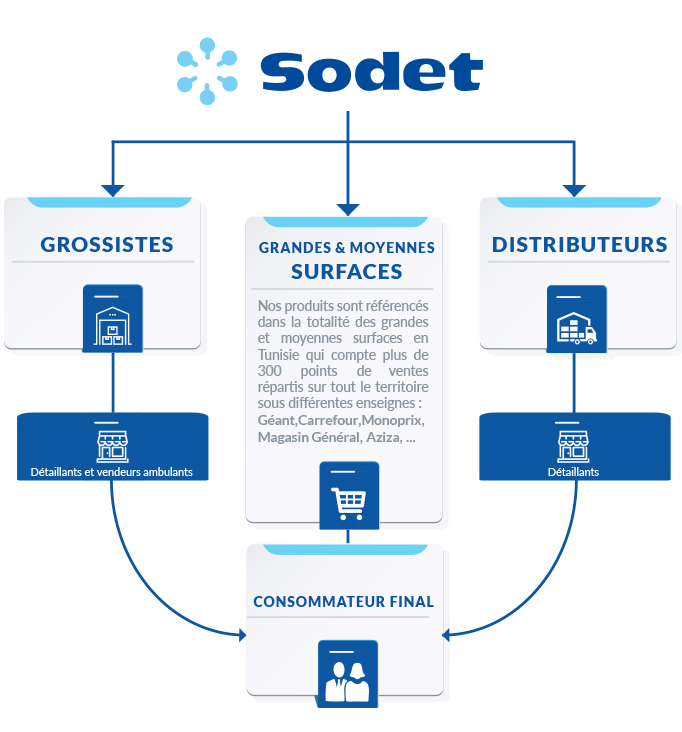 Sodet
GROSSISTES
GRANDES & MOYENNES
SURFACES
DISTRIBUTEURS
Nos produits sont référencés
dans la totalité des grandes
et moyennes surfaces en
Tunisie qui compte plus de
300 points de ventes
répartis sur tout le territoire
sous différentes enseignes :
Géant,Carrefour,Monoprix,
Magasin Général, Aziza, ...
Détaillants et vendeurs ambulants
Détaillants
CONSOMMATEUR FINAL